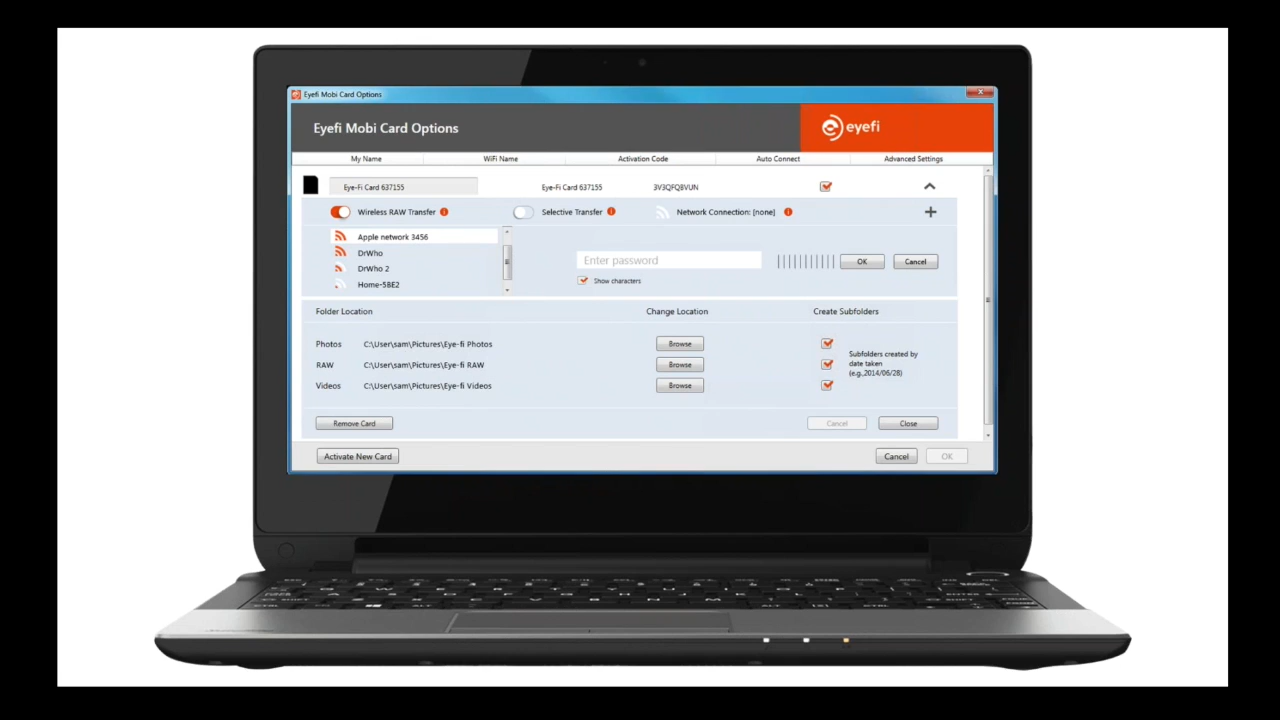 Eyefi Mobi Card Options
Eyefi Mobi Card Options
eyefi
My Name WiFi Name Activation Code Auto Connect Advanced Settings
Eye-Fi Card 637155 Eye-Fi Card 637155 3V3QFQBVUN
Wireless RAW Transfer Selective Transfer Network Connection: [none]
Apple network 3456
DrWho
DrWho 2
Home-5BE2
Enter password OK Cancel
Show characters
Folder Location Change Location Create Subfolders
Photos C:\User\sam\Pictures\Eye-fi Photos Browse
RAW C:\User\sam\Pictures\Eye-fi RAW Browse
Videos C:\User\sam\Pictures\Eye-fi Videos Browse
Subfolders created by
date taken
(e.g.,2014/06/28)
Remove Card Cancel Close
Activate New Card Cancel OK